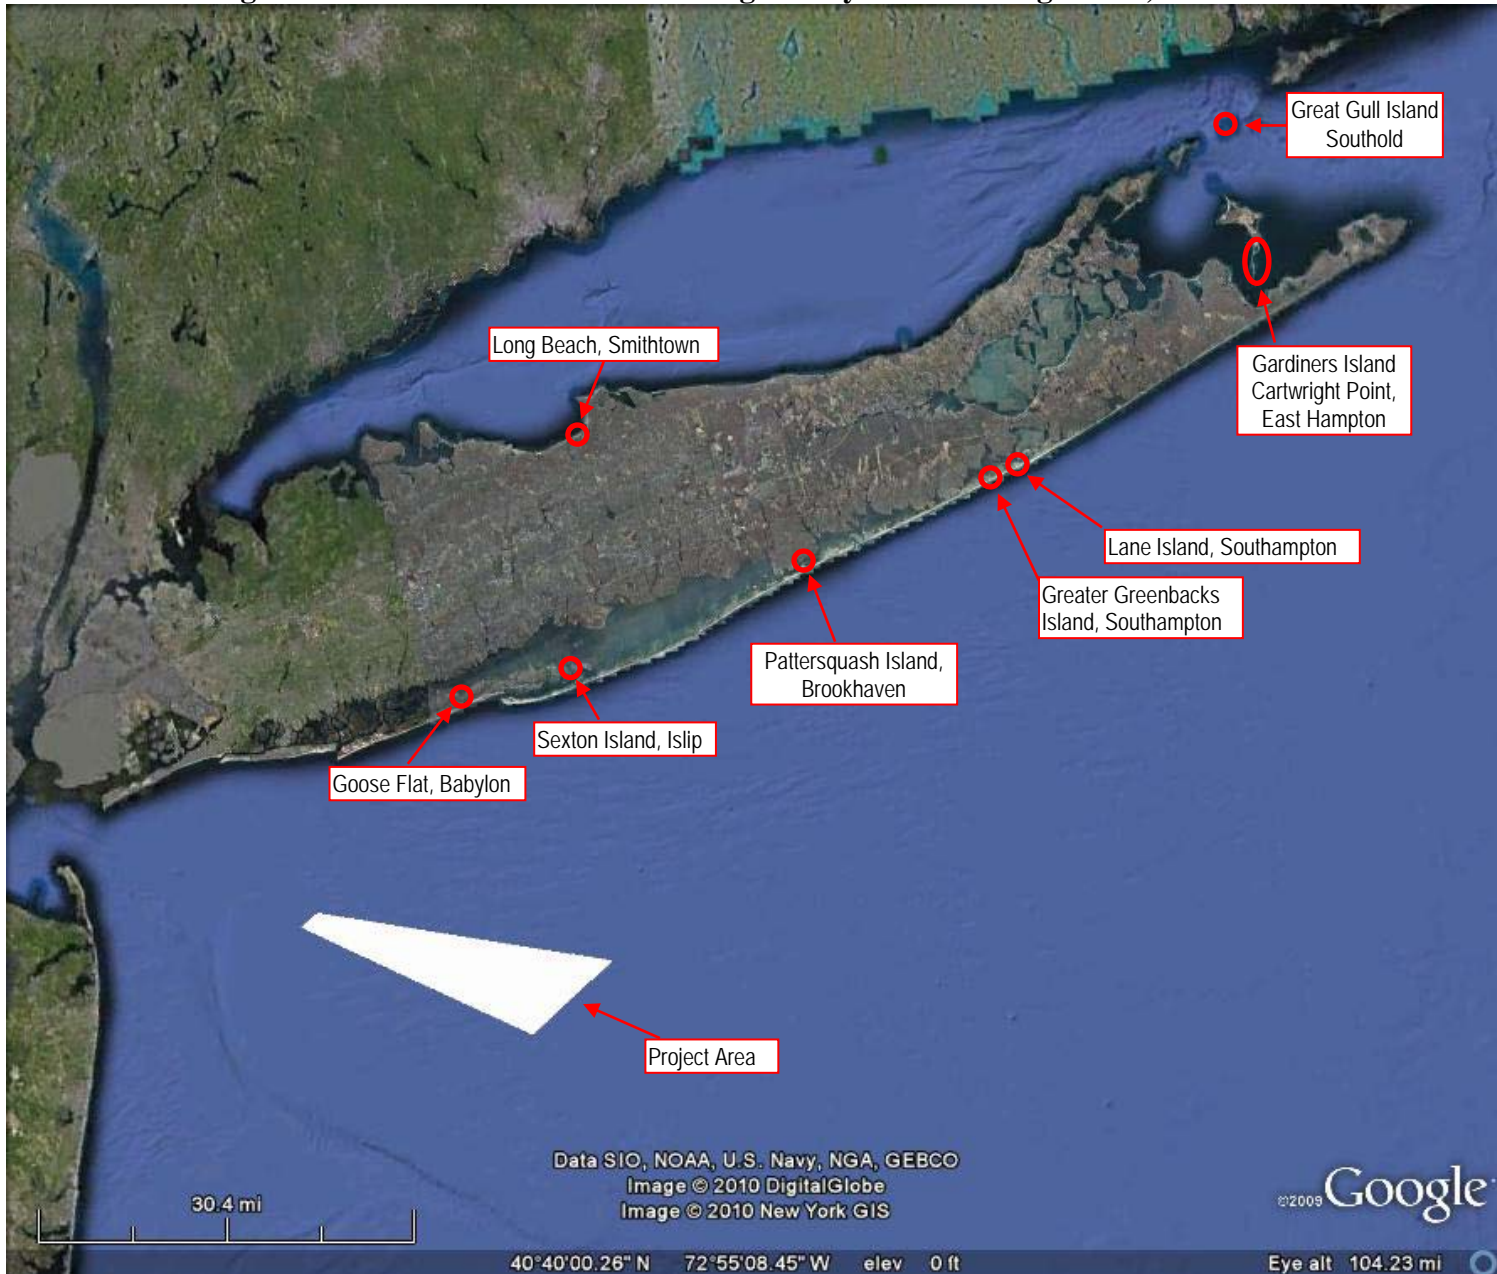 Great Gull Island
Southold
Long Beach, Smithtown
Gardiners Island
Cartwright Point,
East Hampton
Lane Island, Southampton
Greater Greenbacks
Island, Southampton
Pattersquash Island,
Brookhaven
Sexton Island, Islip
Goose Flat, Babylon
Project Area
Data SIO, NOAA, U.S. Navy, NGA, GEBCO
Image © 2010 DigitalGlobe
Image © 2010 New York GIS
30.4 mi
©2009 Google
40°40'00.26" N 72°55'08.45" W elev 0 ft
Eye alt 104.23 mi